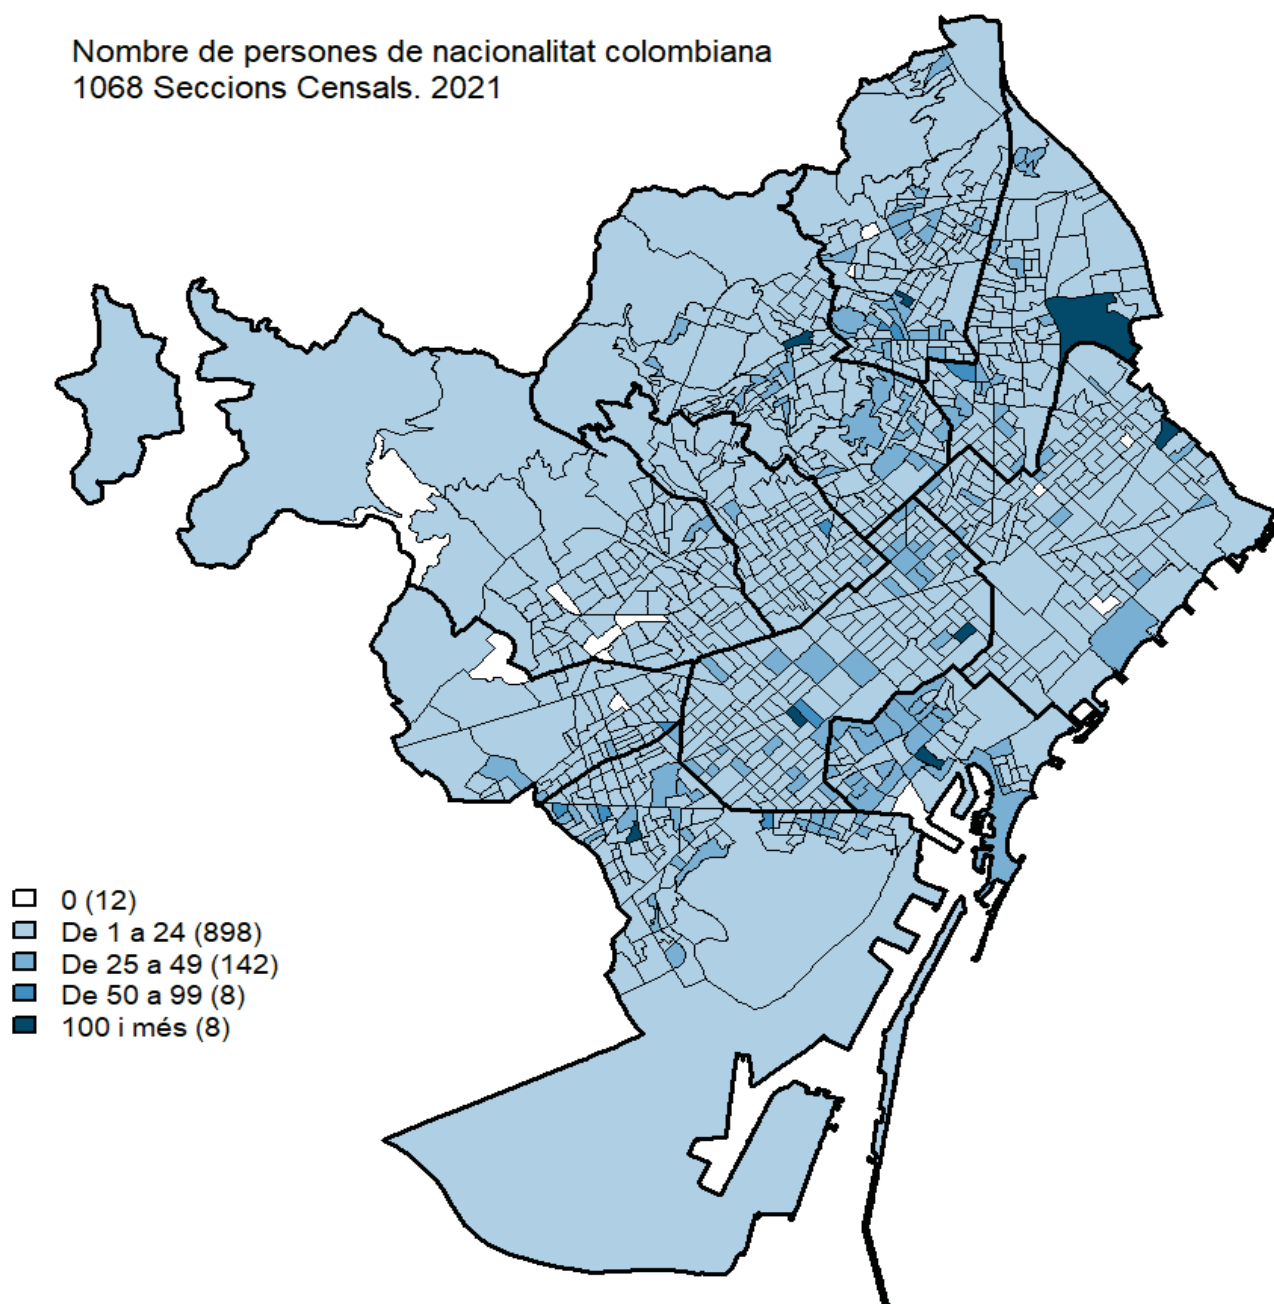 Nombre de persones de nacionalitat colombiana
1068 Seccions Censals. 2021
0 (12)
De 1 a 24 (898)
De 25 a 49 (142)
De 50 a 99 (8)
100 i més (8)